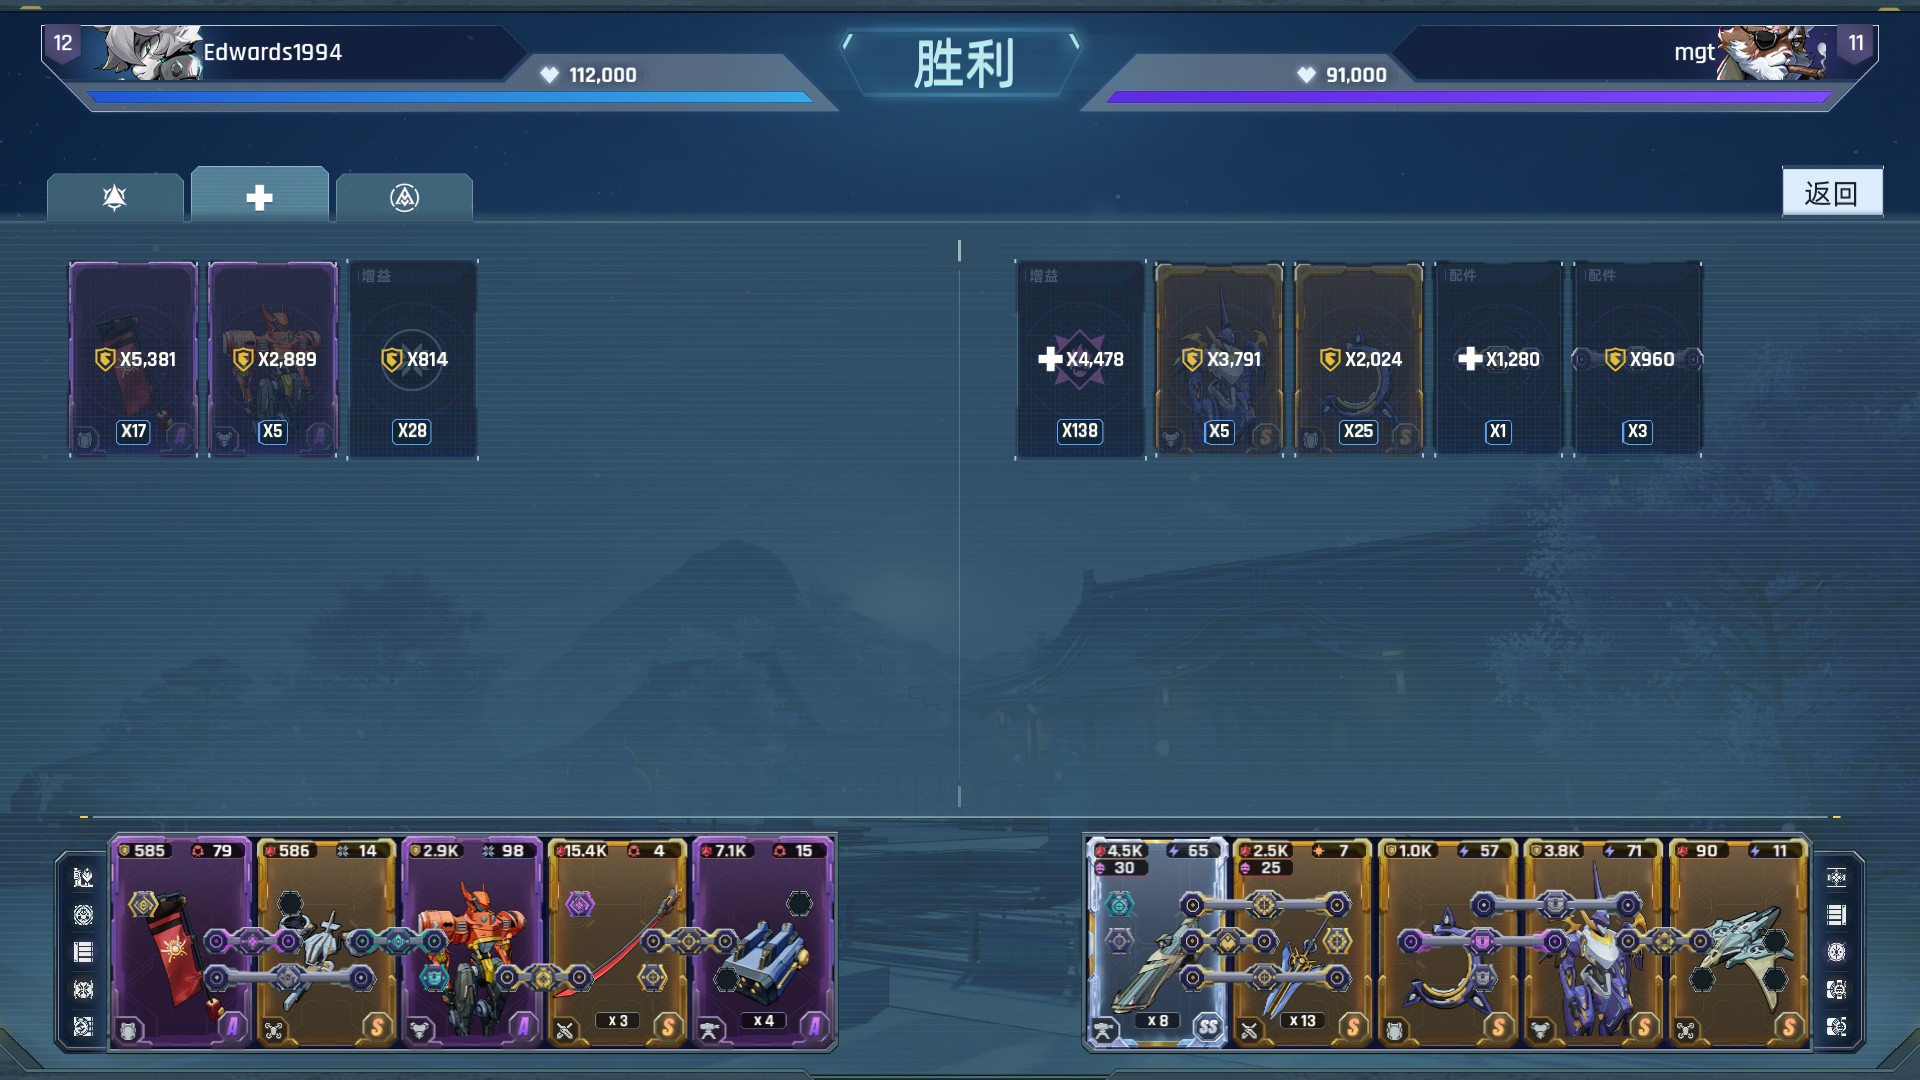 12
Edwards1994
112,000
胜利
91,000
mgt
11
返回
X5,381
X17
X2,889
X5
增益
X814
X28
增益
X4,478
X138
X3,791
X5
X2,024
X25
配件
X1,280
X1
配件
X960
X3
585 79
A
586 14
S
2.9K 98
A
15.4K 4
X 3
S
7.1K 15
X 4
A
4.5K 65
30
X 8
SS
2.5K 7
25
X 13
S
1.0K 57
S
3.8K 71
S
90 11
S